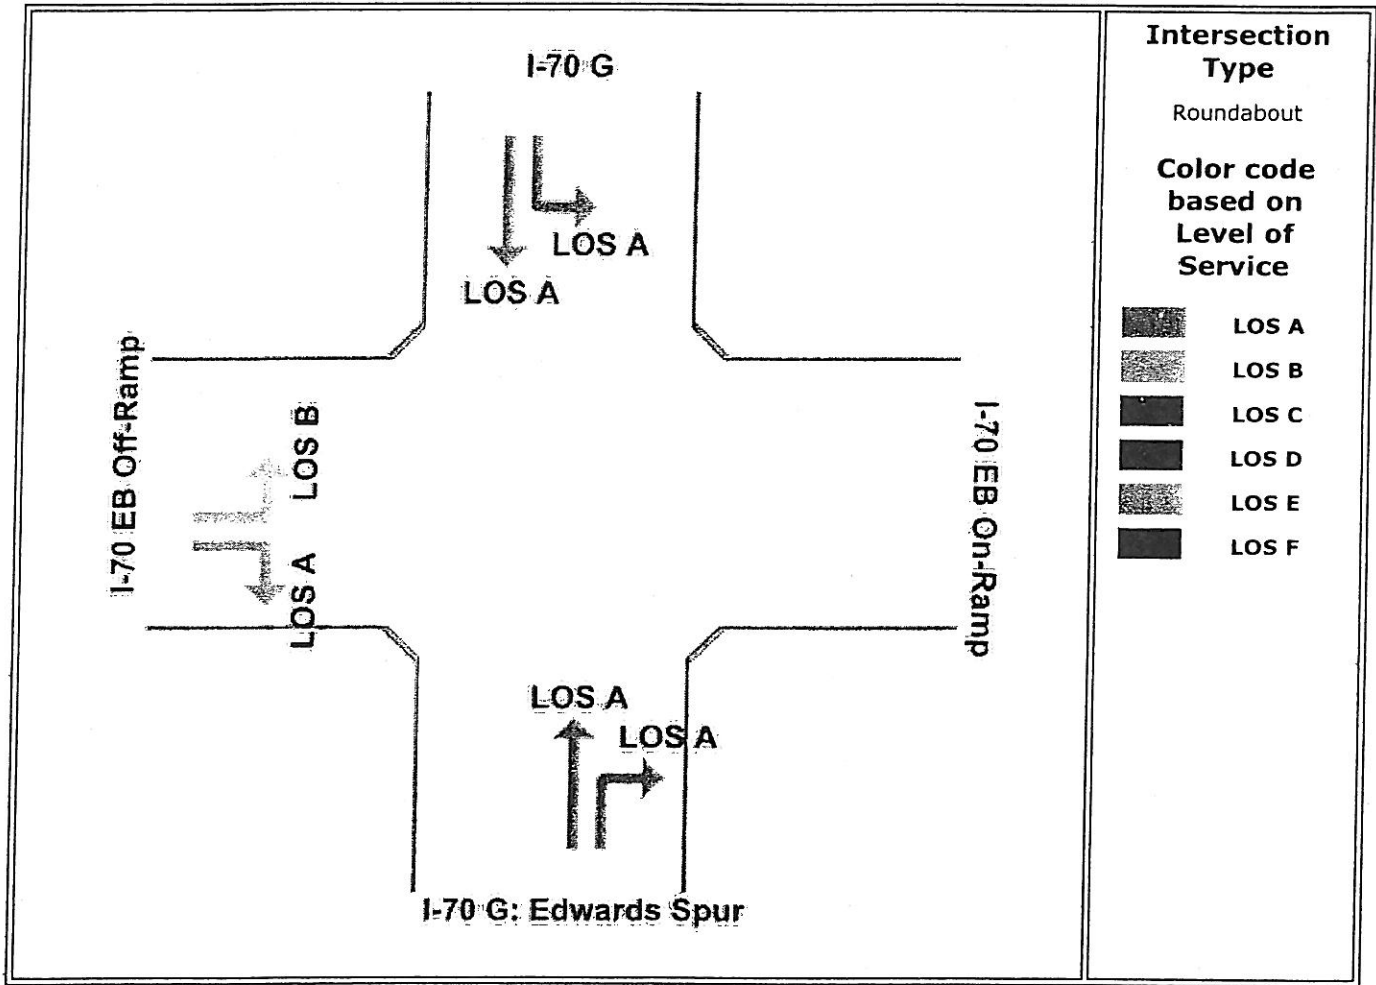 I-70 G
LOS A
LOS A
I-70 EB Off-Ramp
LOS B
LOS A
I-70 EB On-Ramp
LOS A
LOS A
I-70 G: Edwards Spur
Intersection
Type
Roundabout
Color code
based on
Level of
Service
LOS A
LOS B
LOS C
LOS D
LOS E
LOS F